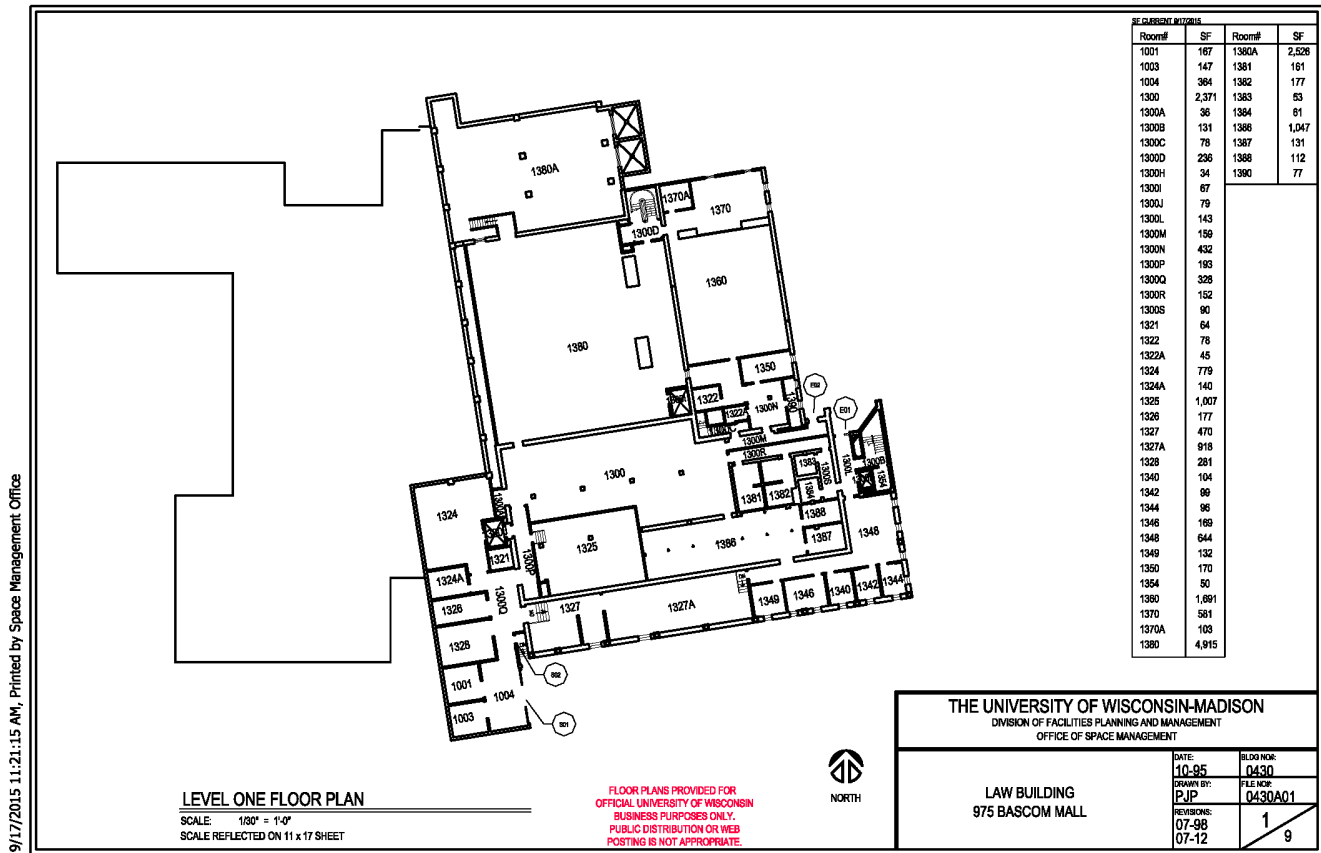 9/17/2015 11:21:15 AM, Printed by Space Management Office
SF CURRENT 9/17/2015
Room# SF Room# SF
1001 167 1380A 2,526
1003 147 1381 161
1004 364 1382 177
1300 2,371 1383 53
1300A 36 1384 61
1300B 131 1386 1,047
1300C 78 1387 131
1300D 236 1388 112
1300H 34 1390 77
1300I 67
1300J 79
1300L 143
1300M 159
1300N 432
1300P 193
1300Q 328
1300R 152
1300S 90
1321 64
1322 78
1322A 45
1324 779
1324A 140
1325 1,007
1326 177
1327 470
1327A 918
1328 281
1340 104
1342 99
1344 96
1346 169
1348 644
1349 132
1350 170
1354 50
1360 1,691
1370 581
1370A 103
1380 4,915
1380A
1370A
1370
1300D
1360
1380
1350
1322
1322A
1300N
1390
E02
E01
1300M
1300R
1300
1383
1300S
1300L
1300B
1354
1381
1382
1384
1388
1387
1348
1324
1300A
1321
1325
1300P
1386
1324A
1326
1300Q
1327
1327A
1349
1346
1340
1342
1344
1328
S02
1001
1004
1003
S01
LEVEL ONE FLOOR PLAN
SCALE: 1/30" = 1'-0"
SCALE REFLECTED ON 11 x 17 SHEET
FLOOR PLANS PROVIDED FOR
OFFICIAL UNIVERSITY OF WISCONSIN
BUSINESS PURPOSES ONLY.
PUBLIC DISTRIBUTION OR WEB
POSTING IS NOT APPROPRIATE.
NORTH
THE UNIVERSITY OF WISCONSIN-MADISON
DIVISION OF FACILITIES PLANNING AND MANAGEMENT
OFFICE OF SPACE MANAGEMENT
LAW BUILDING
975 BASCOM MALL
DATE:
10-95
BLDG NO#:
0430
DRAWN BY:
PJP
FILE NO#:
0430A01
REVISIONS:
07-98
07-12
1
9